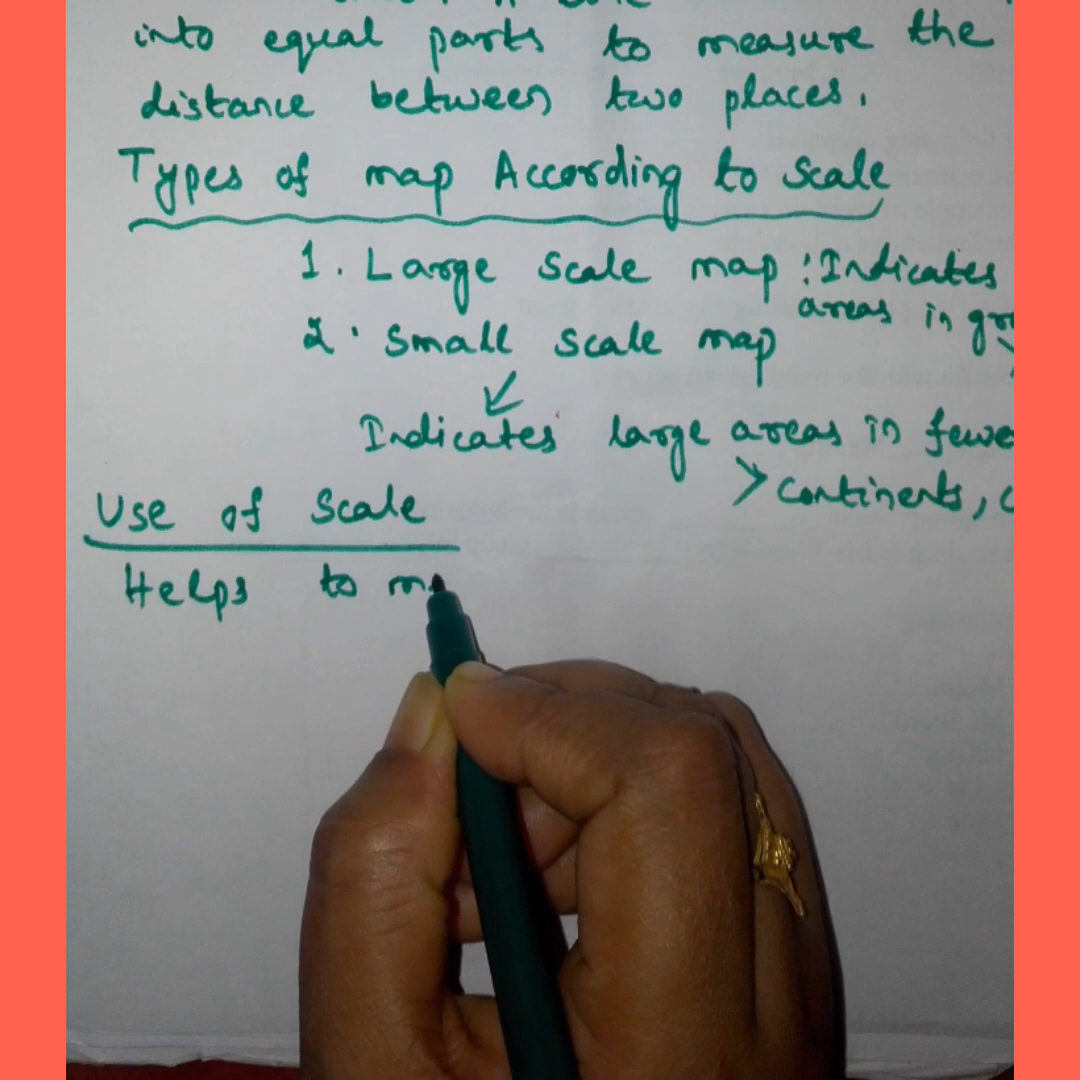 into equal parts to measure the
distance between two places.
Types of map According to Scale
1. Large scale map : Indicates
areas in
2. Small scale map
Indicates large areas in
> continents,
Use of Scale
Helps to